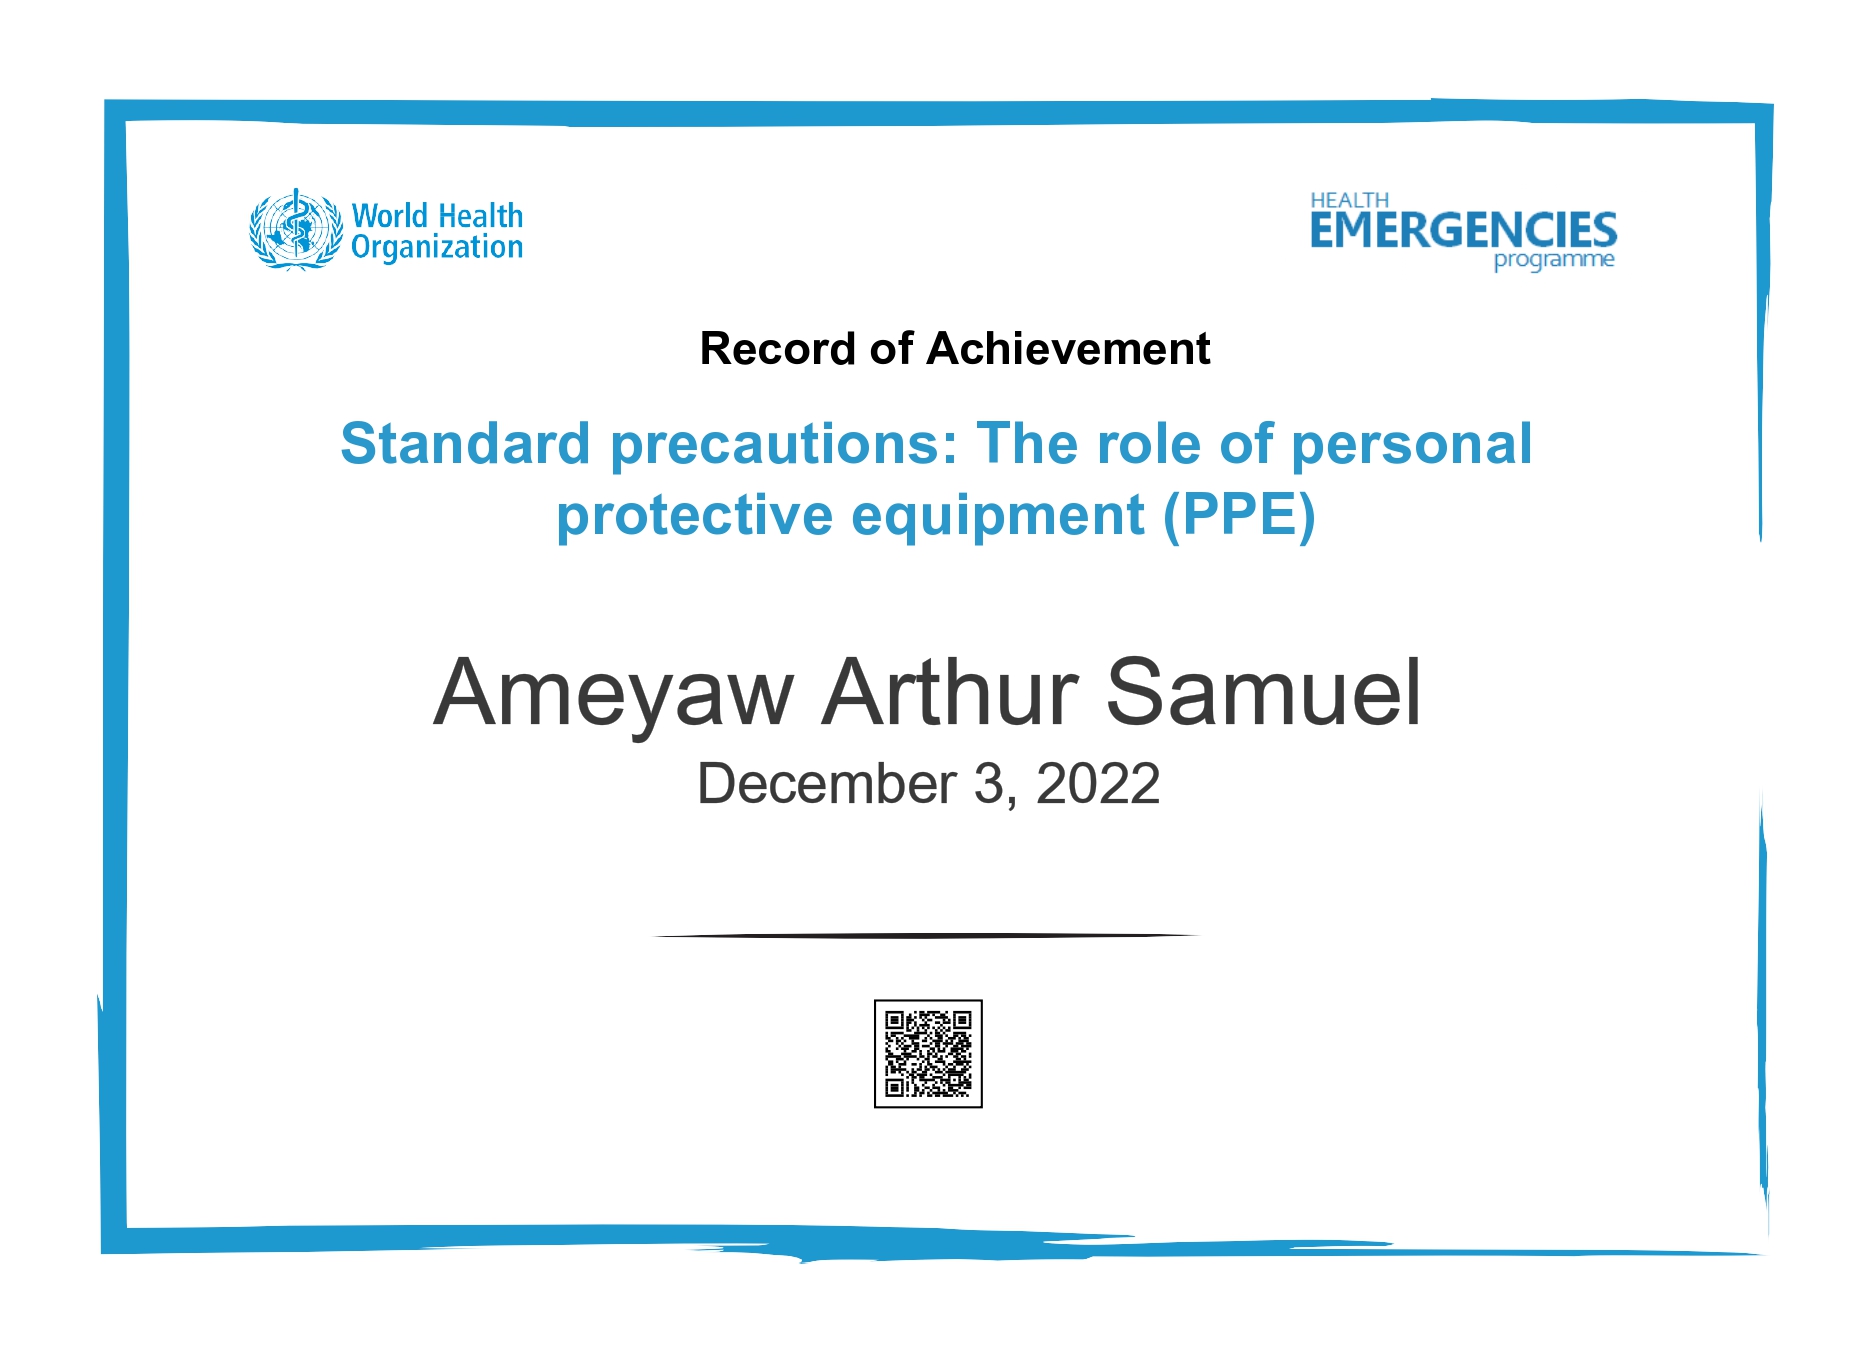 World Health
Organization
HEALTH
EMERGENCIES
programme
Record of Achievement
Standard precautions: The role of personal
protective equipment (PPE)
Ameyaw Arthur Samuel
December 3, 2022